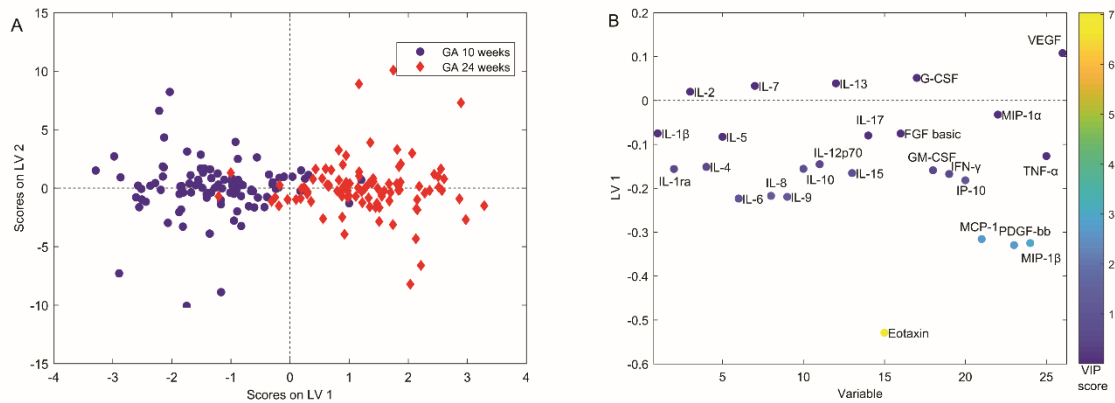 A
15
10
5
0
-5
-10
-15
-4
-3
-2
-1
0
1
2
3
4
Scores on LV 2
Scores on LV 1
GA 10 weeks
GA 24 weeks
B
0.2
0.1
0
-0.1
-0.2
-0.3
-0.4
-0.5
-0.6
LV 1
5
10
15
20
25
Variable
VEGF
IL-2
IL-7
IL-13
G-CSF
MIP-1α
IL-17
IL-1β
IL-5
FGF basic
IL-12p70
GM-CSF
IL-1ra
IL-4
IL-10
IL-15
IFN-γ
TNF-α
IP-10
IL-8
IL-6
IL-9
MCP-1
PDGF-bb
MIP-1β
Eotaxin
7
6
5
4
3
2
1
VIP
score